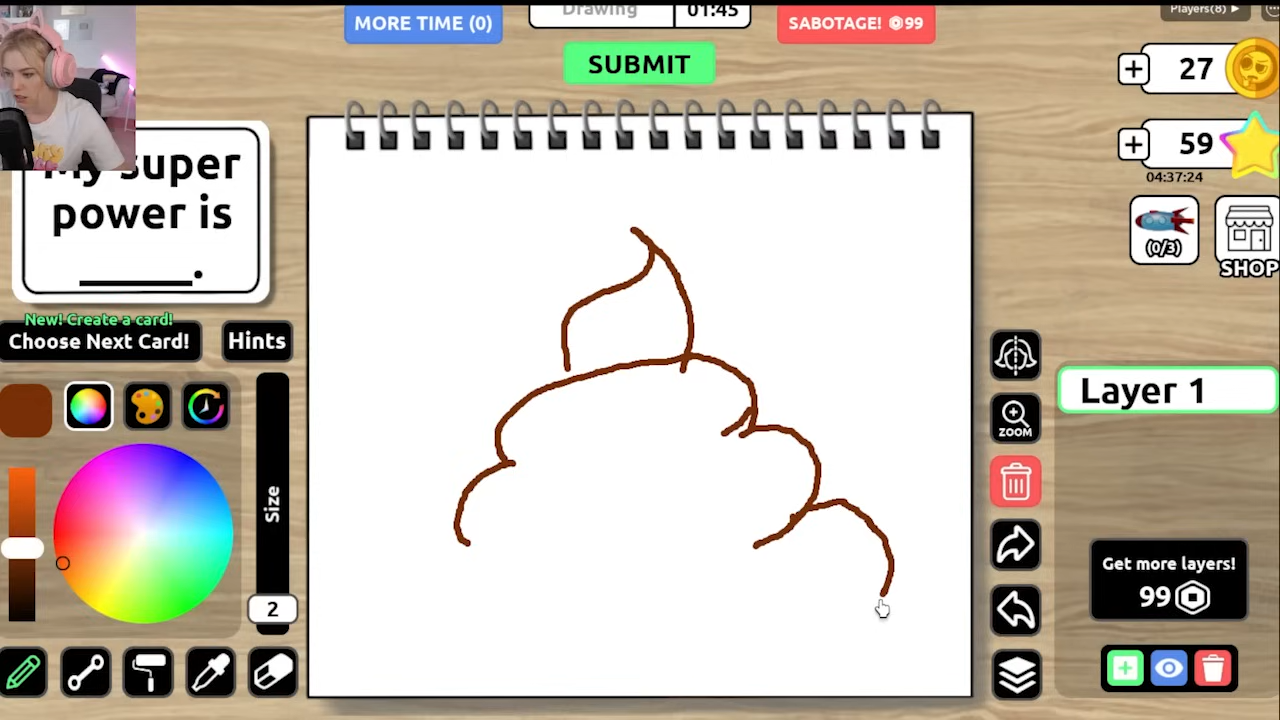 MORE TIME (0)
Drawing
01:45
SABOTAGE! 99
Players(8)
SUBMIT
27
59
04:37:24
My super
power is
______.
(0/3)
SHOP
New! Create a card!
Choose Next Card!
Hints
ZOOM
Layer 1
Size
2
Get more layers!
99